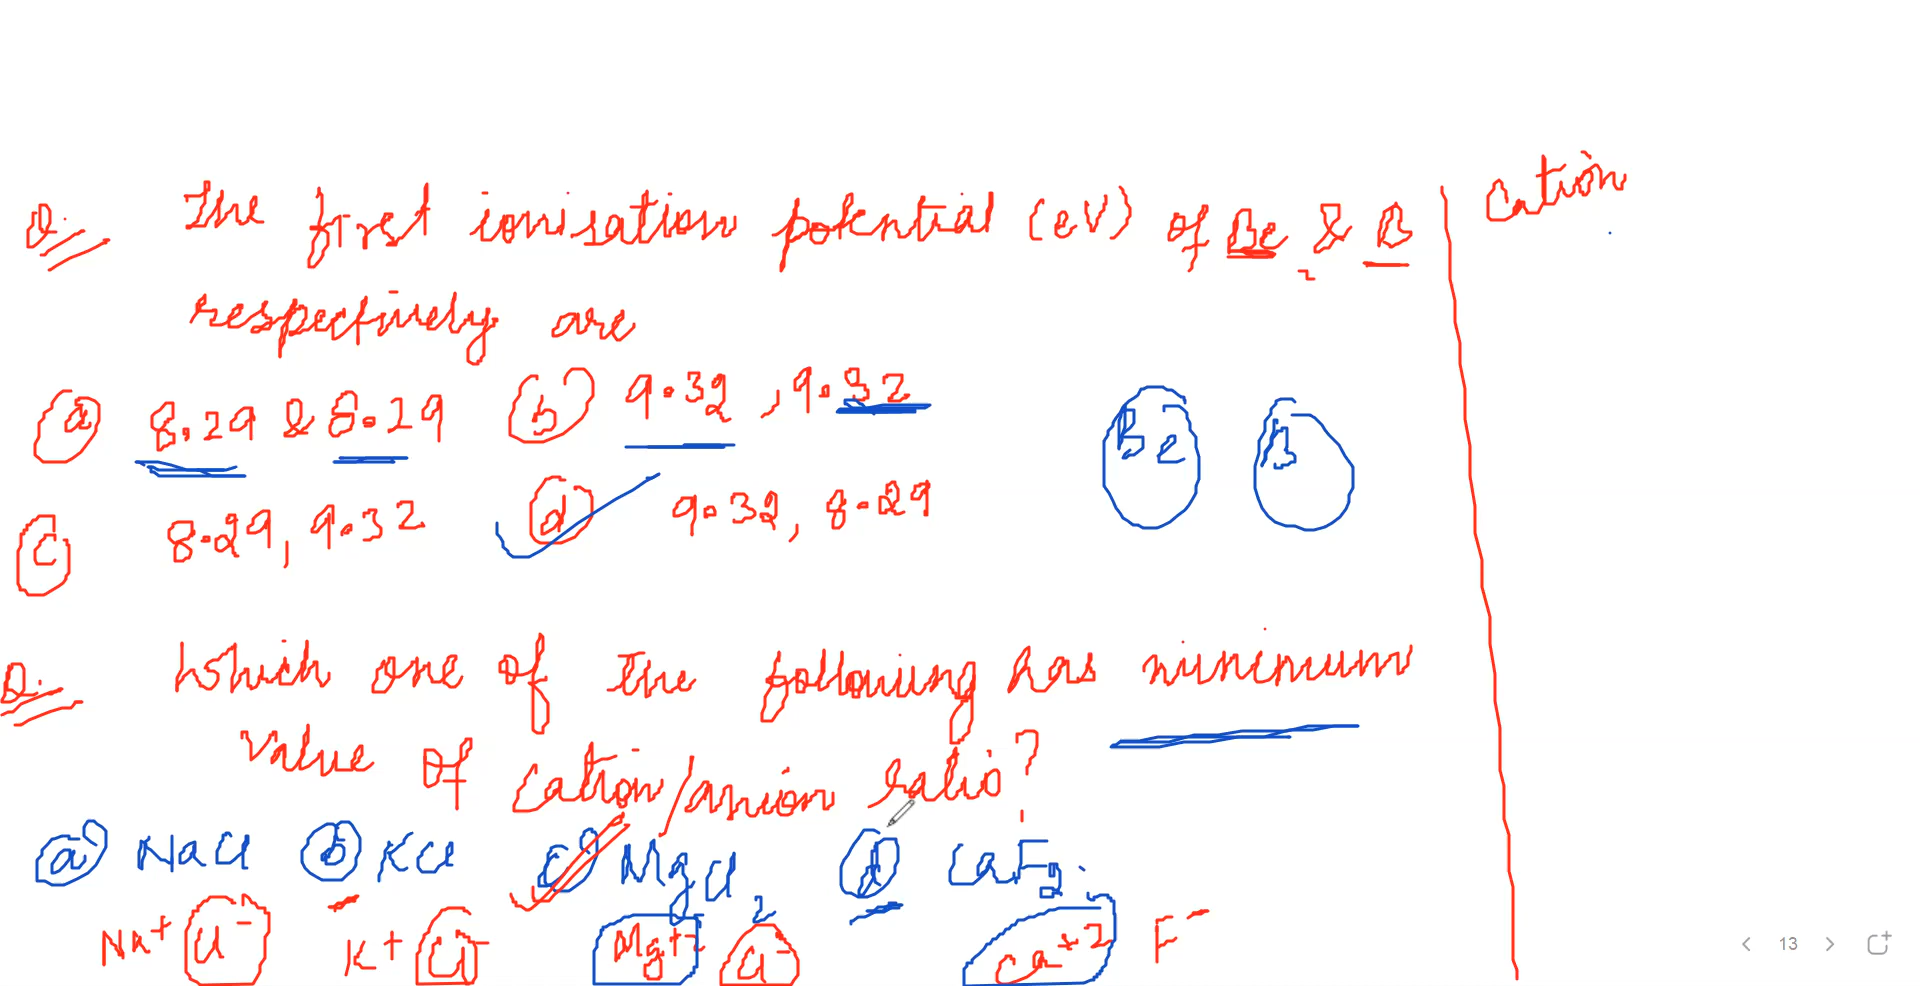 Q. The first ionisation potential (eV) of Be & B
respectively are
(a) 8.29 & 8.29 (b) 9.32, 9.32
(c) 8.29, 9.32 (d) 9.32, 8.29
Be B
Q. Which one of the following has minimum
value of cation/anion ratio?
(a) NaCl (b) KCl (c) MgCl2 (d) CaF2
Na+ Cl- K+ Cl- Mg+2 Cl- Ca+2 F-
Cation
13